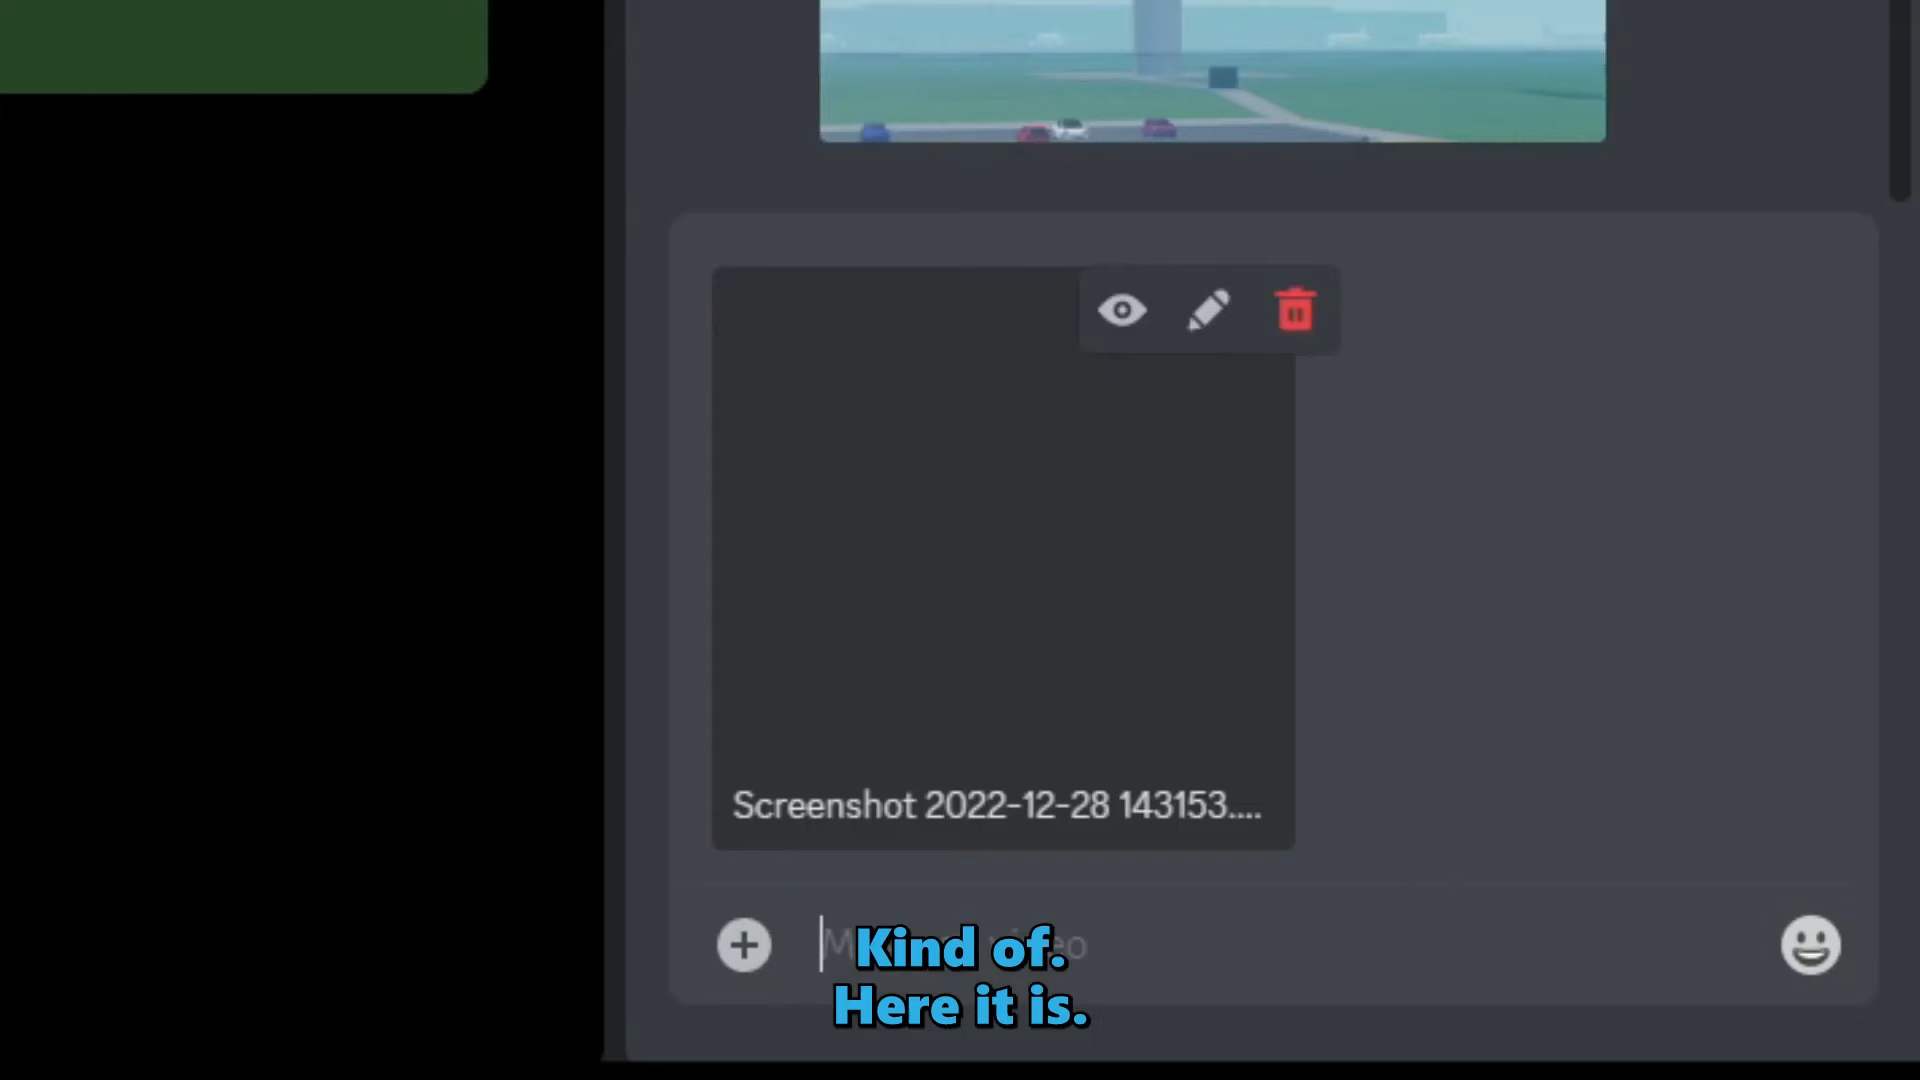 Screenshot 2022-12-28 143153....
Kind of.
Here it is.